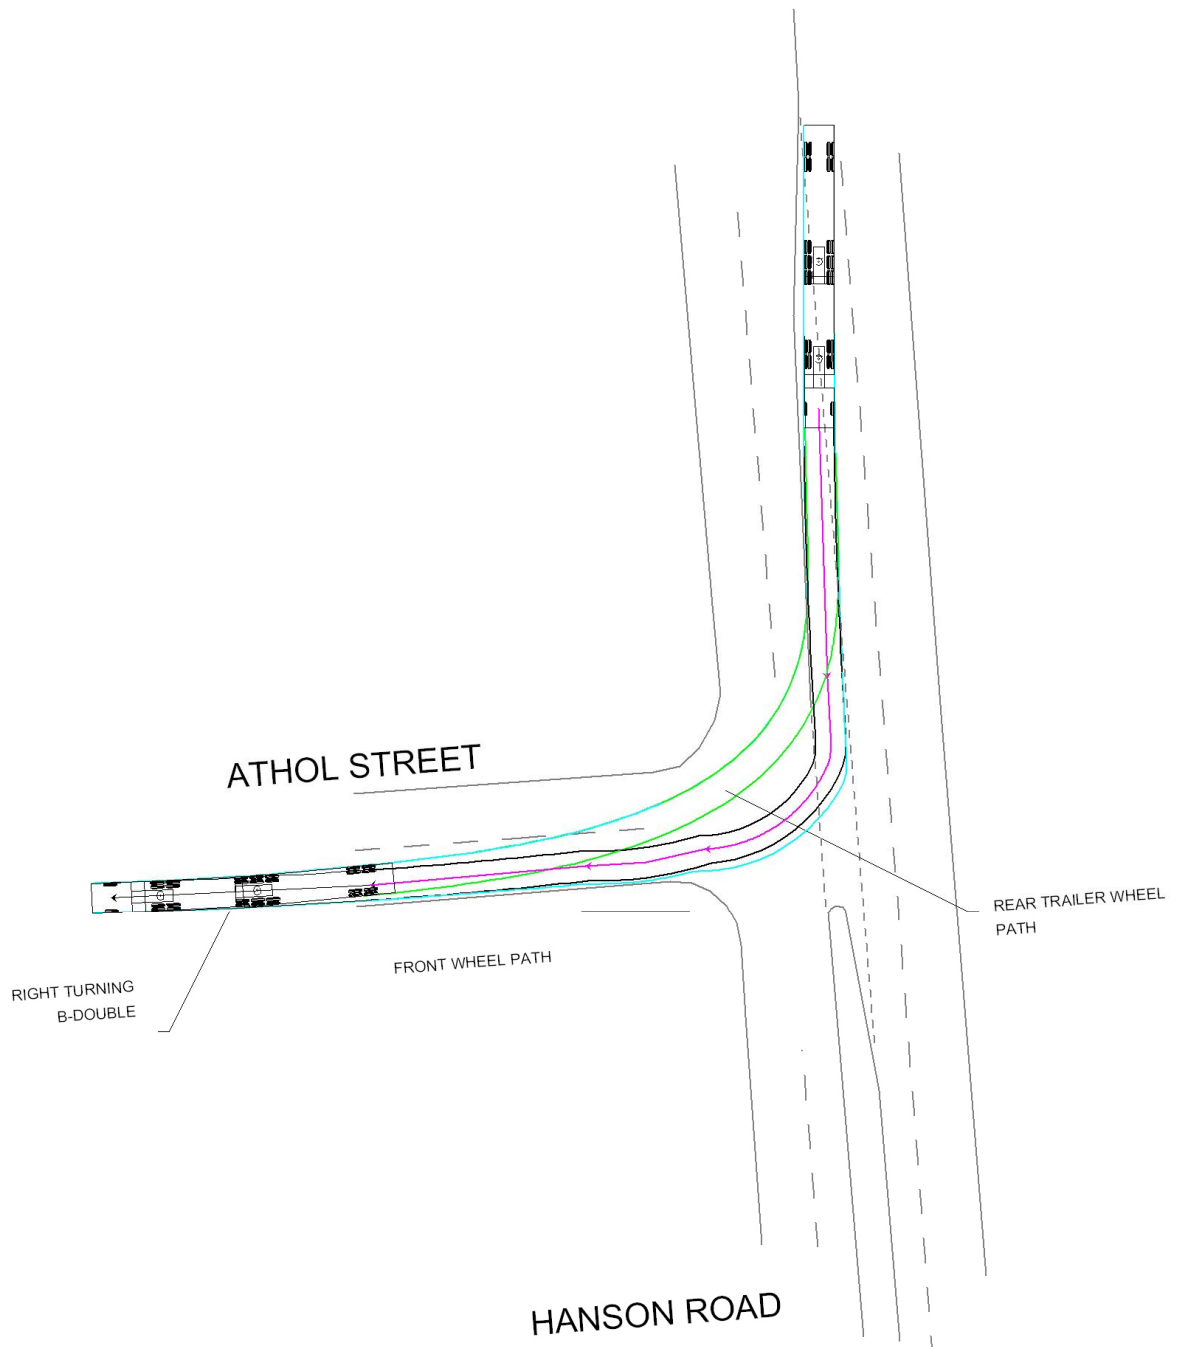 ATHOL STREET
REAR TRAILER WHEEL
PATH
FRONT WHEEL PATH
RIGHT TURNING
B-DOUBLE
HANSON ROAD